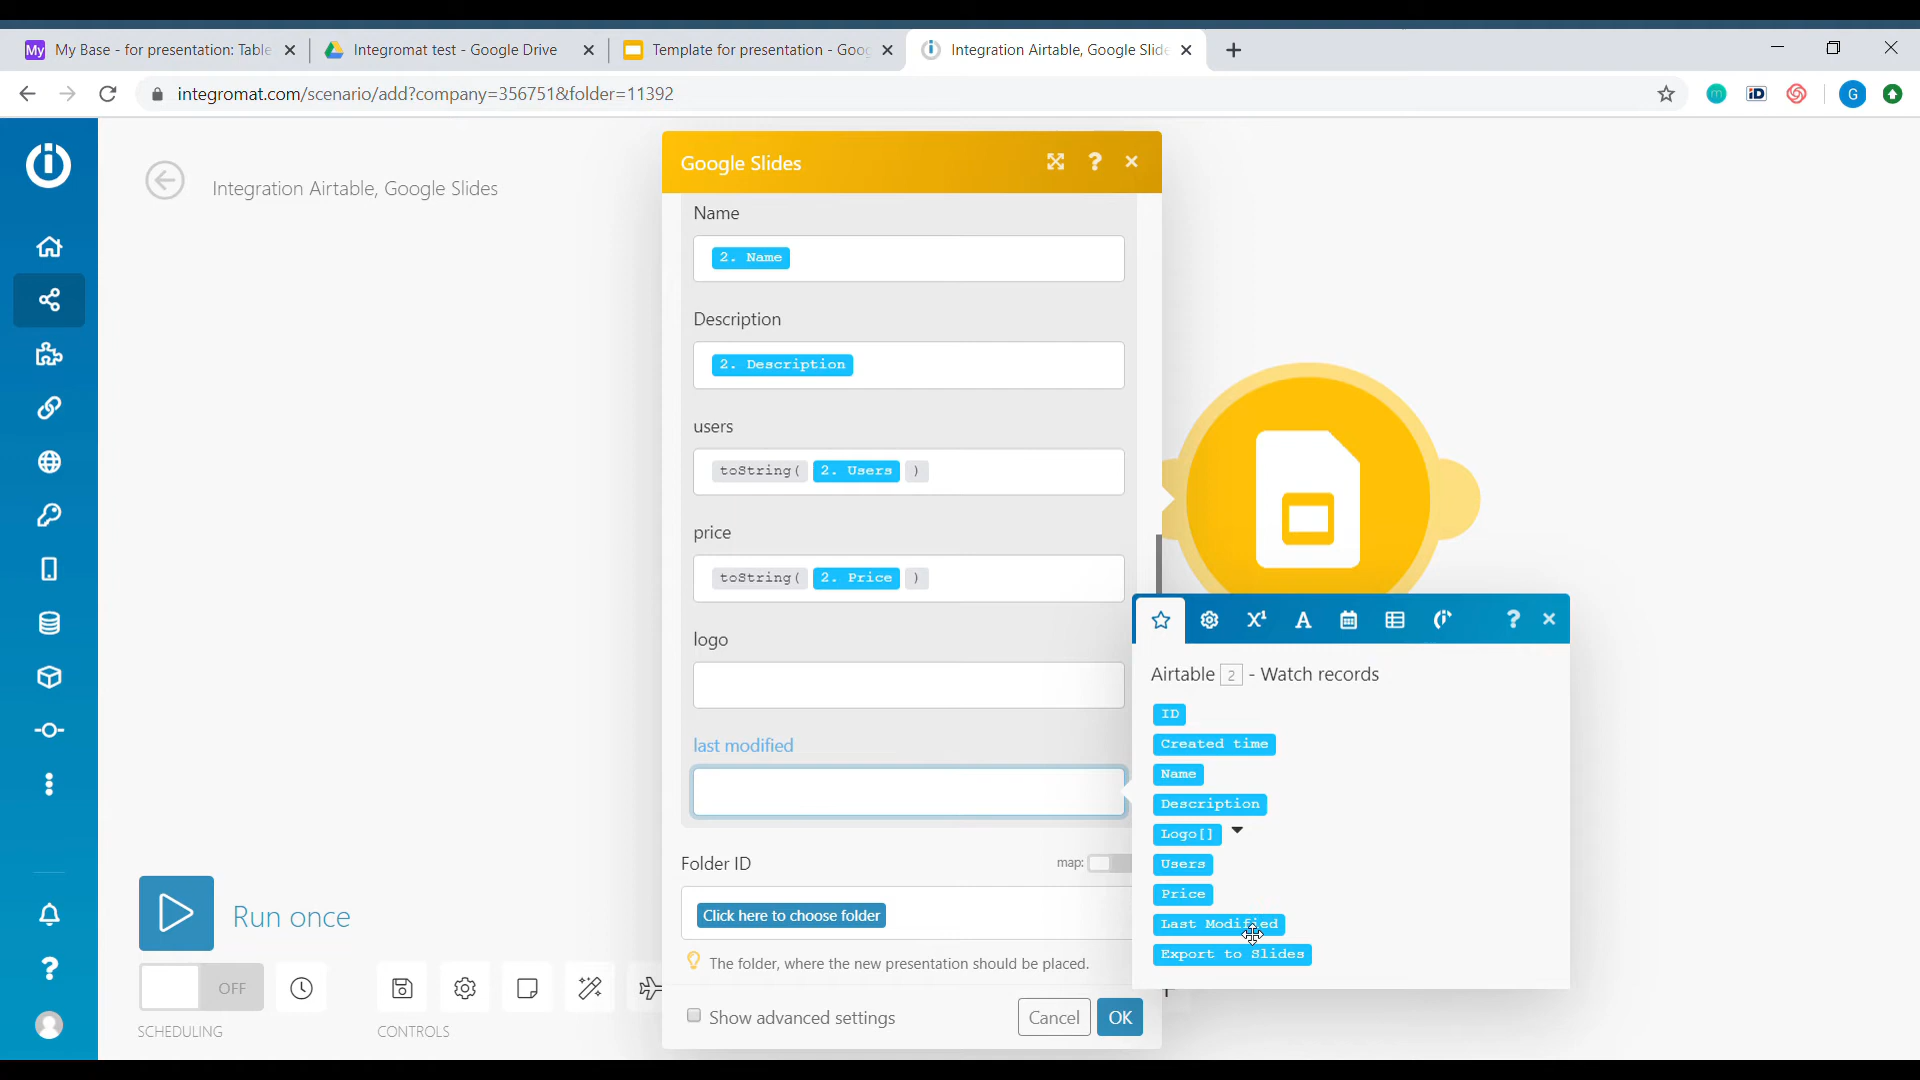 My Base - for presentation: Table
Integromat test - Google Drive
Template for presentation - Goog
Integration Airtable, Google Slide
integromat.com/scenario/add?company=356751&folder=11392
G
Integration Airtable, Google Slides
Google Slides
Name
2. Name
Description
2. Description
users
toString( 2. Users )
price
toString( 2. Price )
logo
last modified
Airtable 2 - Watch records
ID
Created time
Name
Description
Logo[]
Users
Price
Last Modified
Export to Slides
Folder ID
map:
Click here to choose folder
The folder, where the new presentation should be placed.
Show advanced settings
Cancel
OK
Run once
OFF
SCHEDULING
CONTROLS